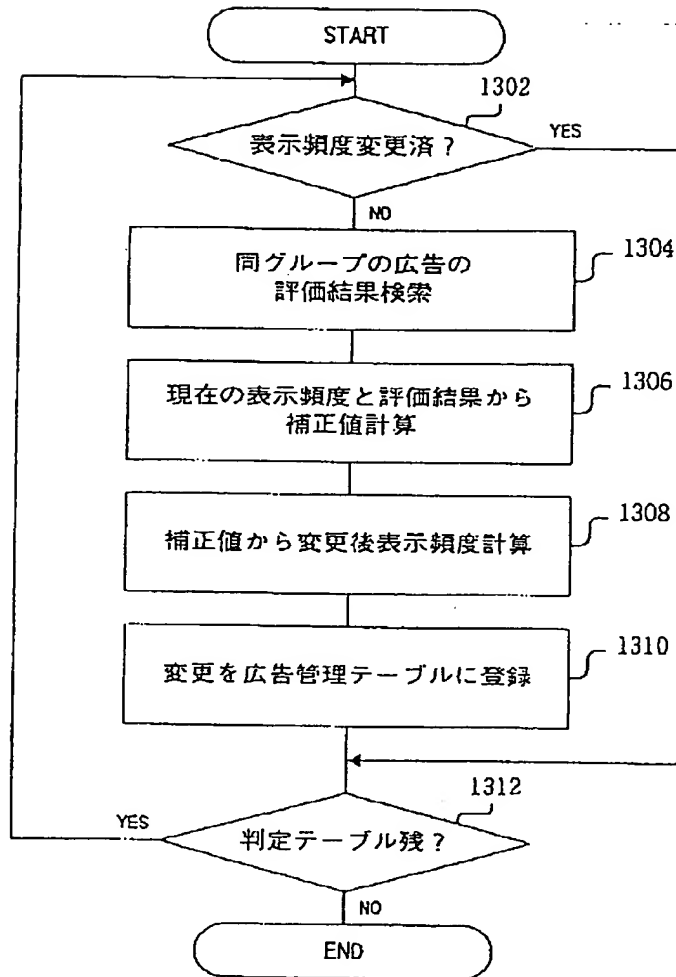 START
1302
表示頻度変更済？
YES
NO
1304
同グループの広告の
評価結果検索
1306
現在の表示頻度と評価結果から
補正値計算
1308
補正値から変更後表示頻度計算
1310
変更を広告管理テーブルに登録
1312
YES
判定テーブル残？
NO
END